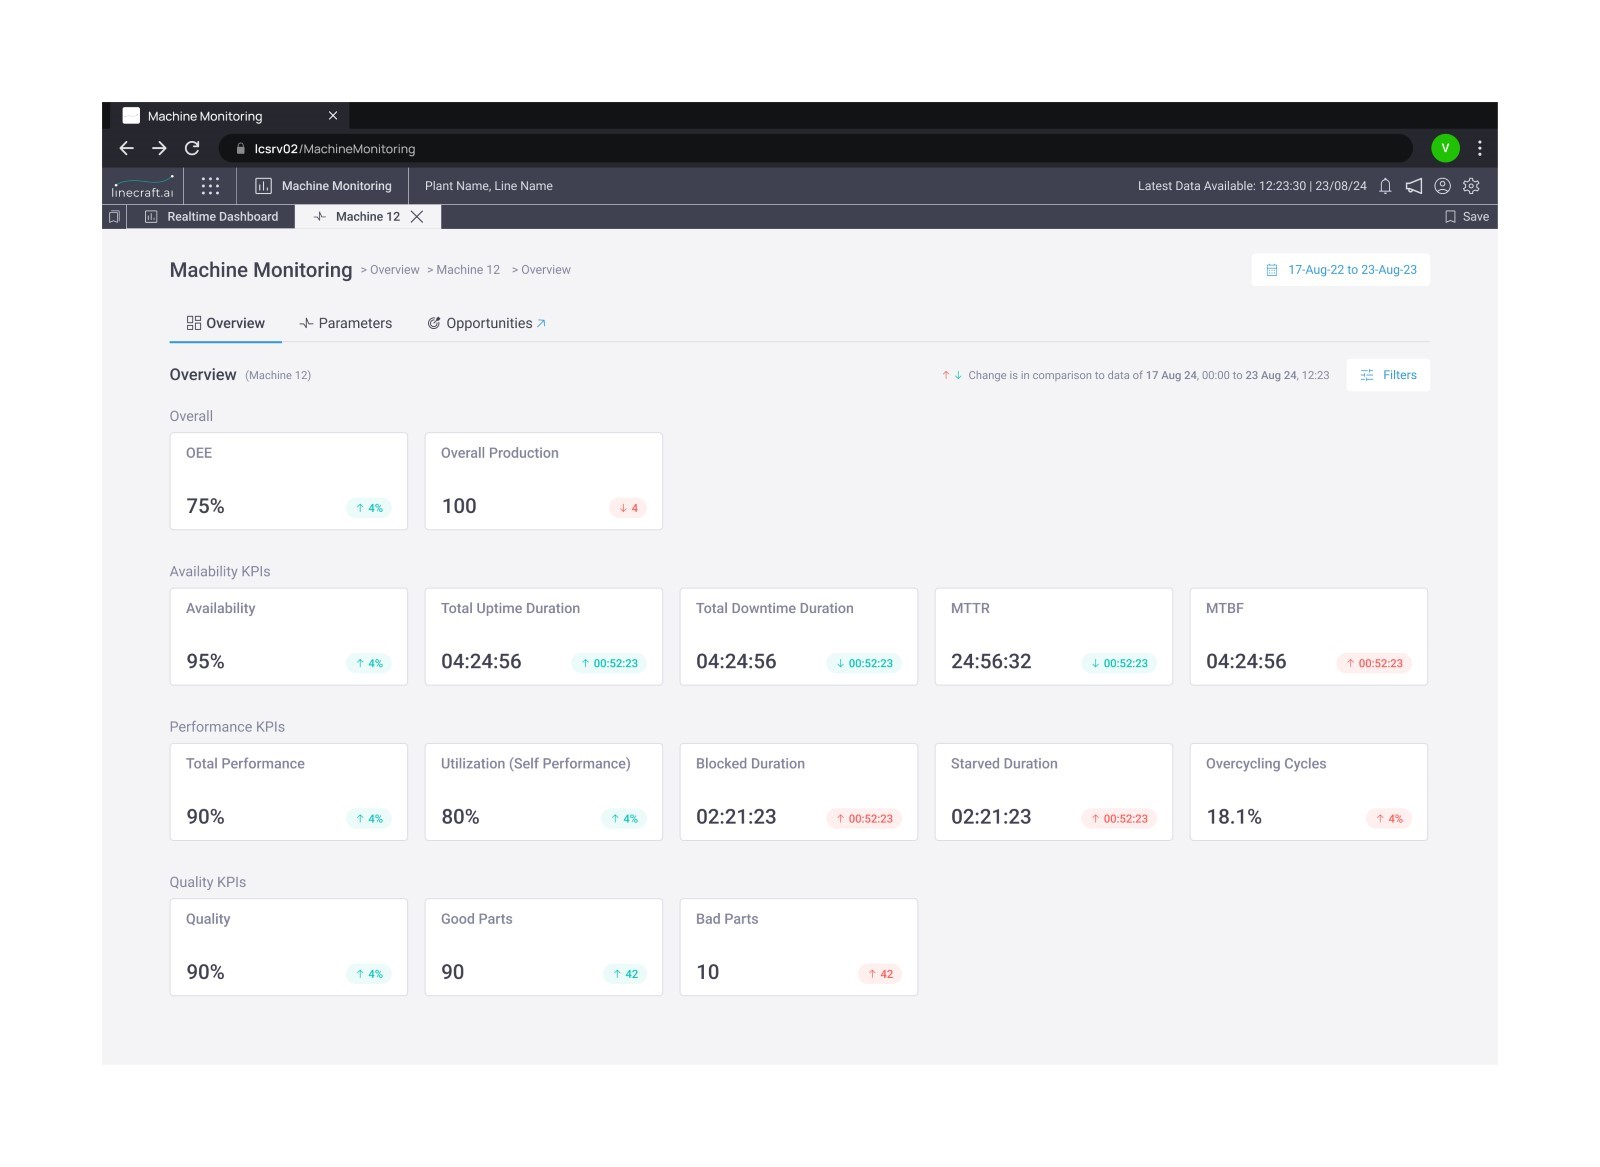 Machine Monitoring
lcsrv02/MachineMonitoring
V
linecraft.ai
Machine Monitoring
Plant Name, Line Name
Latest Data Available: 12:23:30 | 23/08/24
Realtime Dashboard
Machine 12
Save
Machine Monitoring > Overview > Machine 12 > Overview
17-Aug-22 to 23-Aug-23
Overview
Parameters
Opportunities
Overview (Machine 12)
↑ ↓ Change is in comparison to data of 17 Aug 24, 00:00 to 23 Aug 24, 12:23
Filters
Overall
OEE
75% ↑ 4%
Overall Production
100 ↓ 4
Availability KPIs
Availability
95% ↑ 4%
Total Uptime Duration
04:24:56 ↑ 00:52:23
Total Downtime Duration
04:24:56 ↓ 00:52:23
MTTR
24:56:32 ↓ 00:52:23
MTBF
04:24:56 ↑ 00:52:23
Performance KPIs
Total Performance
90% ↑ 4%
Utilization (Self Performance)
80% ↑ 4%
Blocked Duration
02:21:23 ↑ 00:52:23
Starved Duration
02:21:23 ↑ 00:52:23
Overcycling Cycles
18.1% ↑ 4%
Quality KPIs
Quality
90% ↑ 4%
Good Parts
90 ↑ 42
Bad Parts
10 ↑ 42